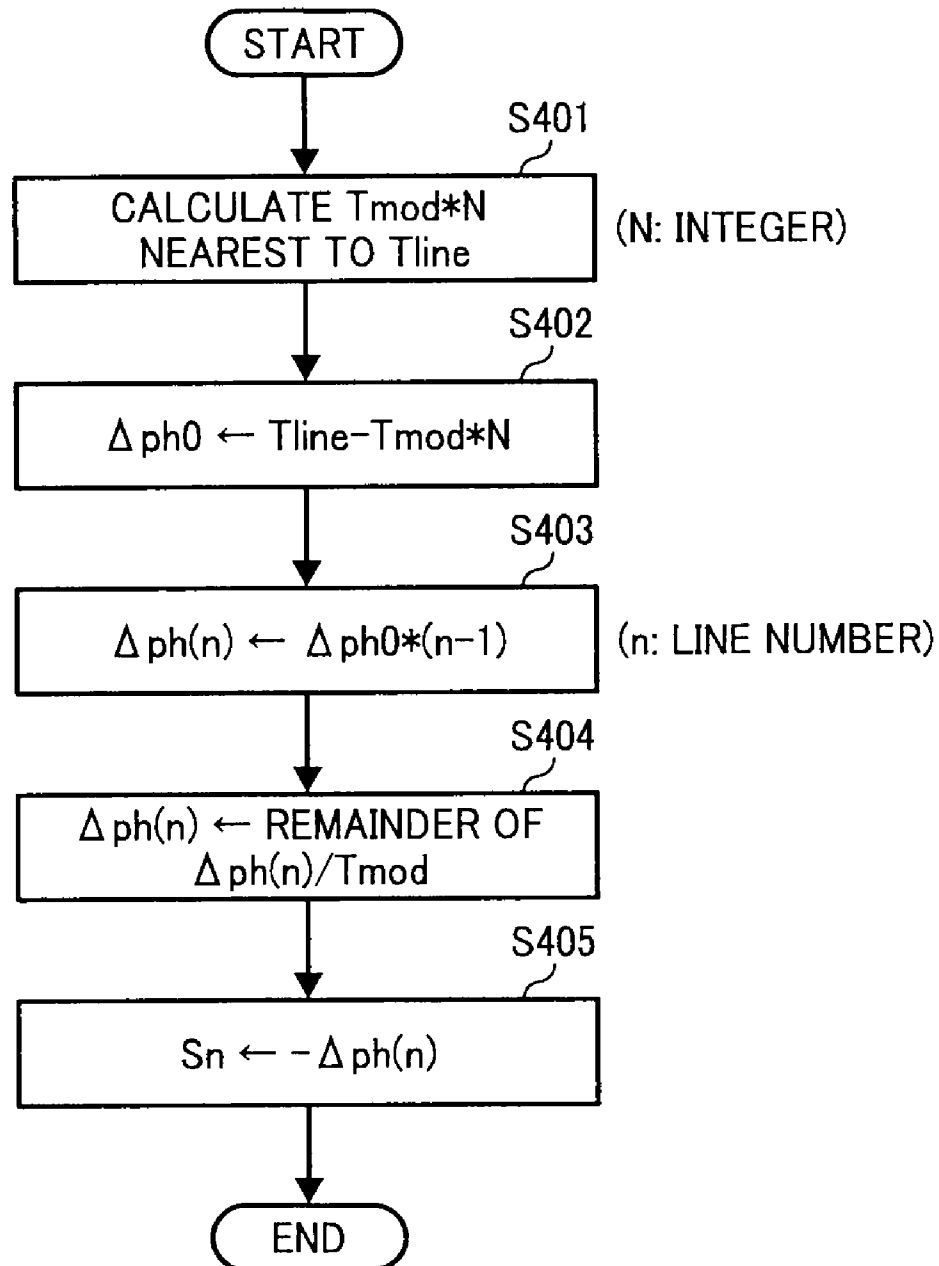 START
S401
CALCULATE Tmod*N
NEAREST TO Tline
(N: INTEGER)
S402
Δph0 ← Tline-Tmod*N
S403
Δph(n) ← Δph0*(n-1)
(n: LINE NUMBER)
S404
Δph(n) ← REMAINDER OF
Δph(n)/Tmod
S405
Sn ← -Δph(n)
END